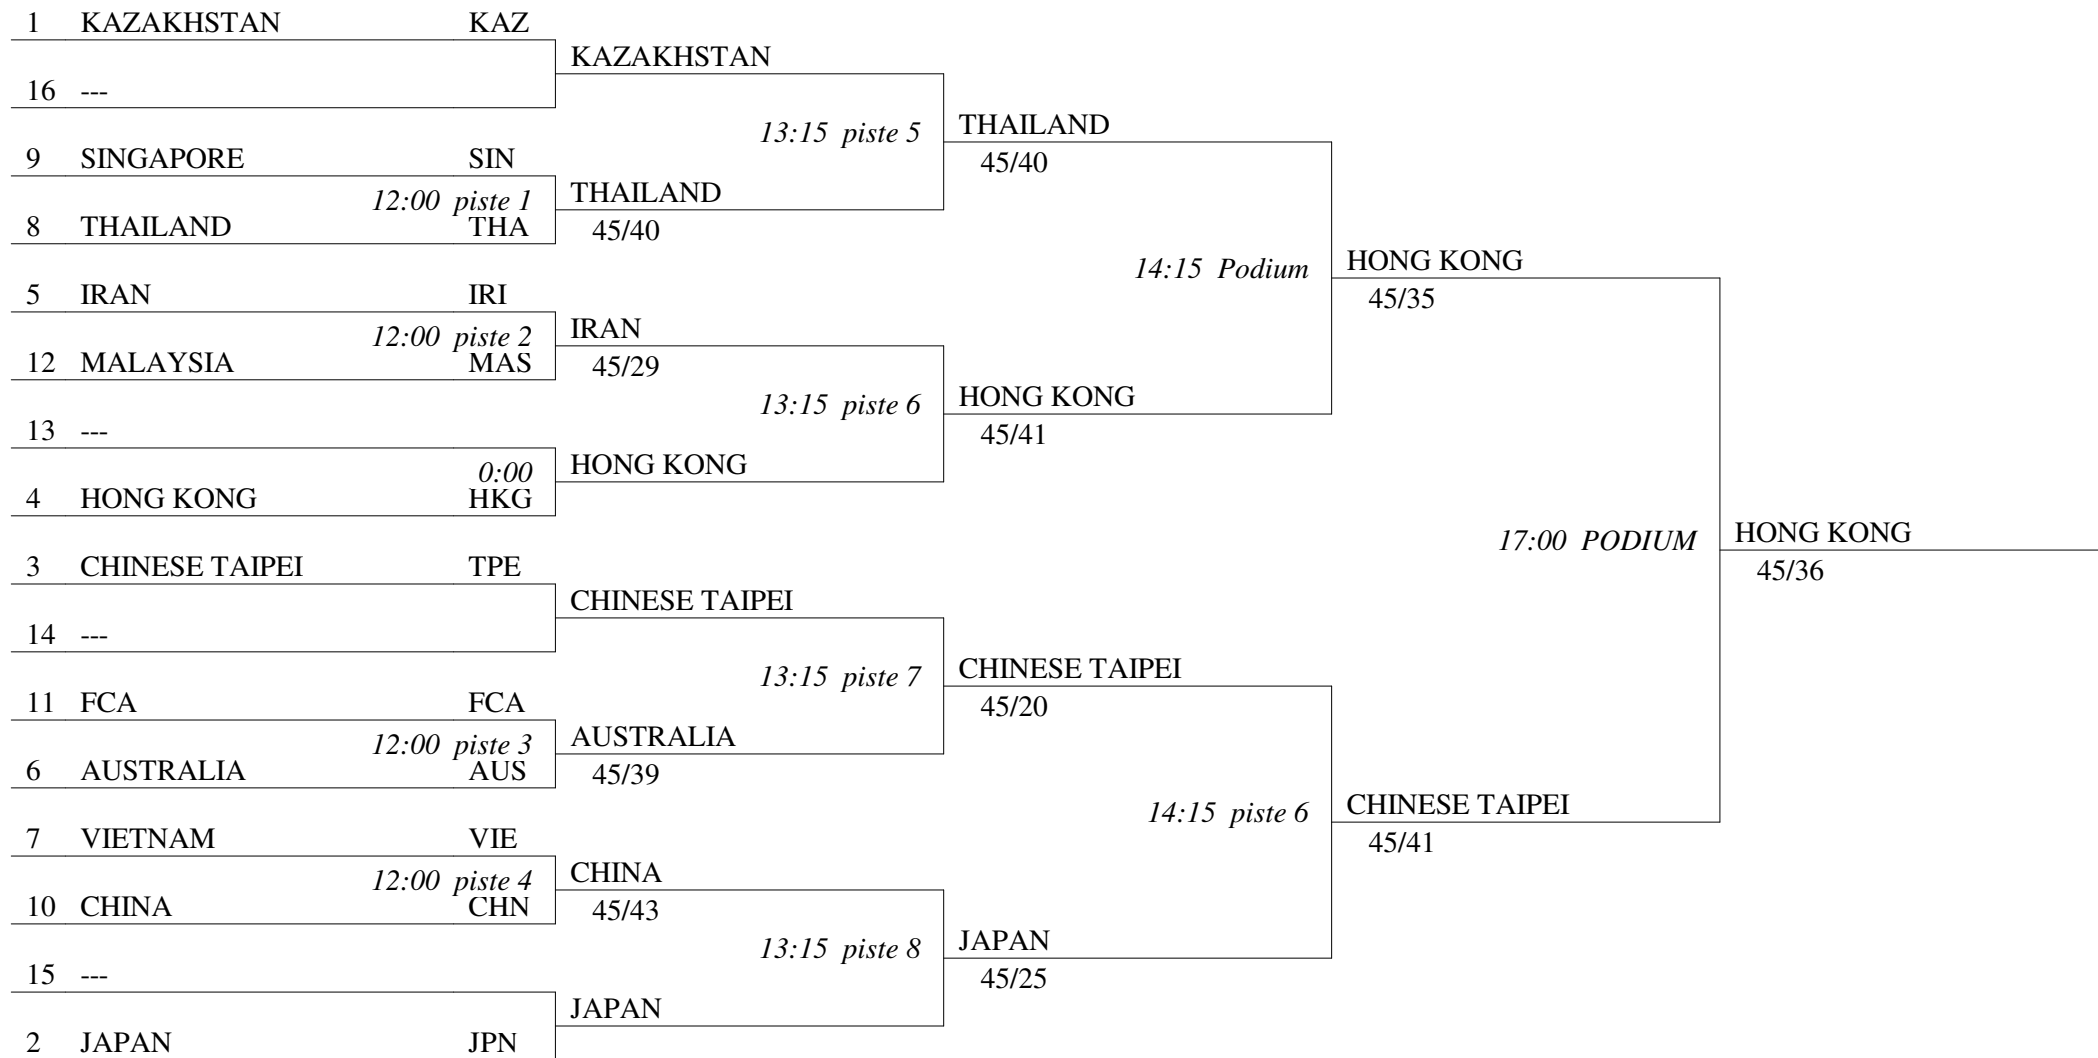 1 KAZAKHSTAN KAZ
KAZAKHSTAN
16 ---
13:15 piste 5
THAILAND
45/40
9 SINGAPORE SIN
12:00 piste 1
THAILAND
45/40
8 THAILAND THA
14:15 Podium
HONG KONG
45/35
5 IRAN IRI
12:00 piste 2
IRAN
45/29
12 MALAYSIA MAS
13:15 piste 6
HONG KONG
45/41
13 ---
0:00
HONG KONG
4 HONG KONG HKG
17:00 PODIUM
HONG KONG
45/36
3 CHINESE TAIPEI TPE
CHINESE TAIPEI
14 ---
13:15 piste 7
CHINESE TAIPEI
45/20
11 FCA FCA
12:00 piste 3
AUSTRALIA
45/39
6 AUSTRALIA AUS
14:15 piste 6
CHINESE TAIPEI
45/41
7 VIETNAM VIE
12:00 piste 4
CHINA
45/43
10 CHINA CHN
13:15 piste 8
JAPAN
45/25
15 ---
JAPAN
2 JAPAN JPN